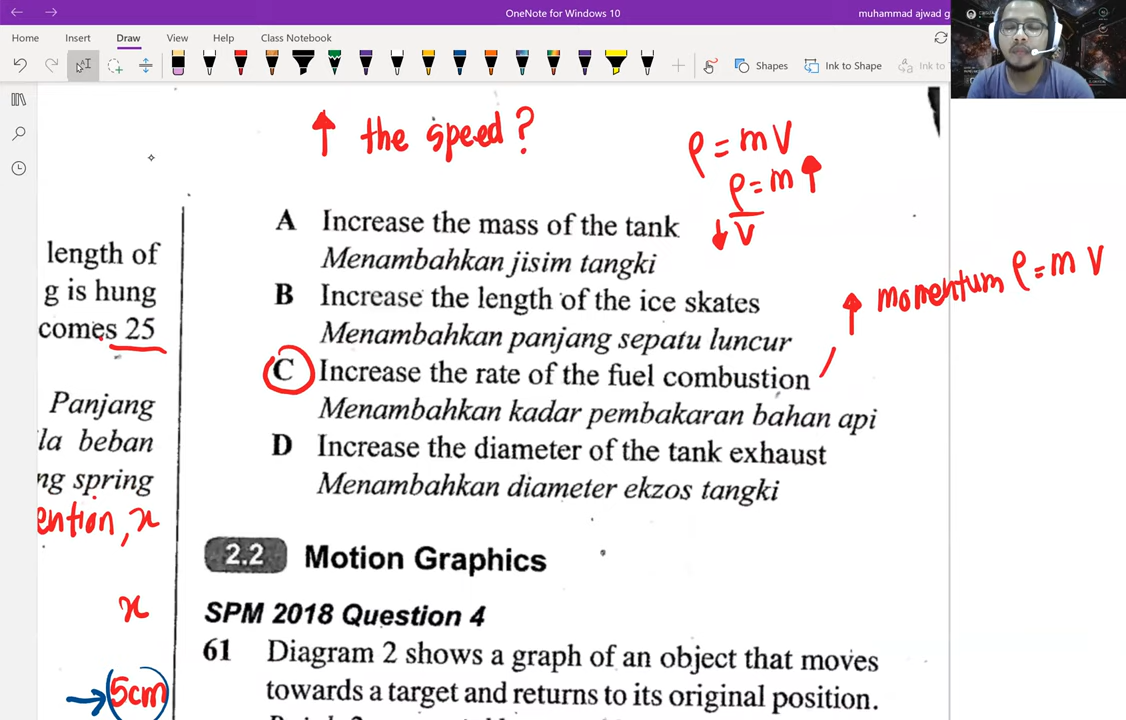 OneNote for Windows 10
muhammad ajwad g
Home
Insert
Draw
View
Help
Class Notebook
Shapes
Ink to Shape
Ink to
↑ the speed?
ρ = mV
ρ = m ↑
↓ V
A Increase the mass of the tank
Menambahkan jisim tangki
B Increase the length of the ice skates
Menambahkan panjang sepatu luncur
C Increase the rate of the fuel combustion
Menambahkan kadar pembakaran bahan api
D Increase the diameter of the tank exhaust
Menambahkan diameter ekzos tangki
↑ momentum ρ = m V
length of
g is hung
comes 25
Panjang
la beban
ng spring
ention, x
x
→ 5cm
2.2 Motion Graphics
SPM 2018 Question 4
61 Diagram 2 shows a graph of an object that moves
towards a target and returns to its original position.